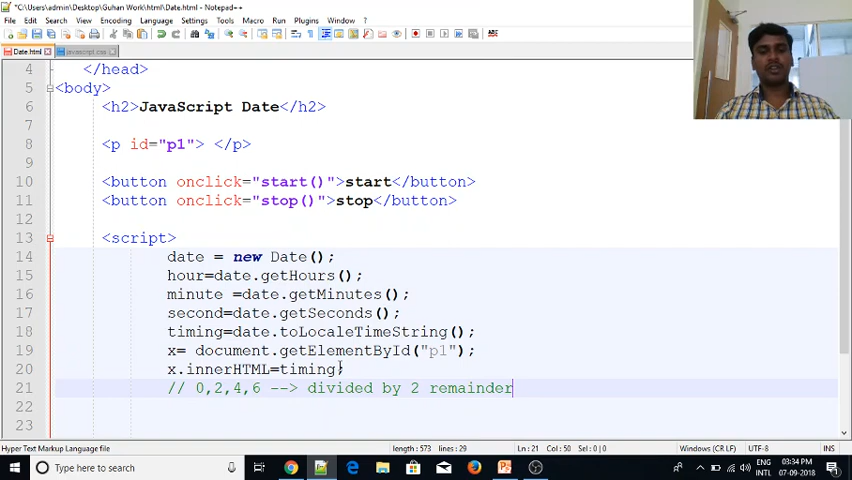 *C:\Users\admin\Desktop\Guhan Work\html\Date.html - Notepad++
File Edit Search View Encoding Language Settings Tools Macro Run Plugins Window ?
Date.html javascript.css
4 </head>
5 <body>
6 <h2>JavaScript Date</h2>
7
8 <p id="p1"> </p>
9
10 <button onclick="start()">start</button>
11 <button onclick="stop()">stop</button>
12
13 <script>
14 date = new Date();
15 hour=date.getHours();
16 minute =date.getMinutes();
17 second=date.getSeconds();
18 timing=date.toLocaleTimeString();
19 x= document.getElementById("p1");
20 x.innerHTML=timing;
21 // 0,2,4,6 --> divided by 2 remainder
22
23
Hyper Text Markup Language file length : 573 lines : 29 Ln : 21 Col : 50 Sel : 0 | 0 Windows (CR LF) UTF-8 INS
Type here to search
ENG 03:34 PM
INTL 07-09-2018